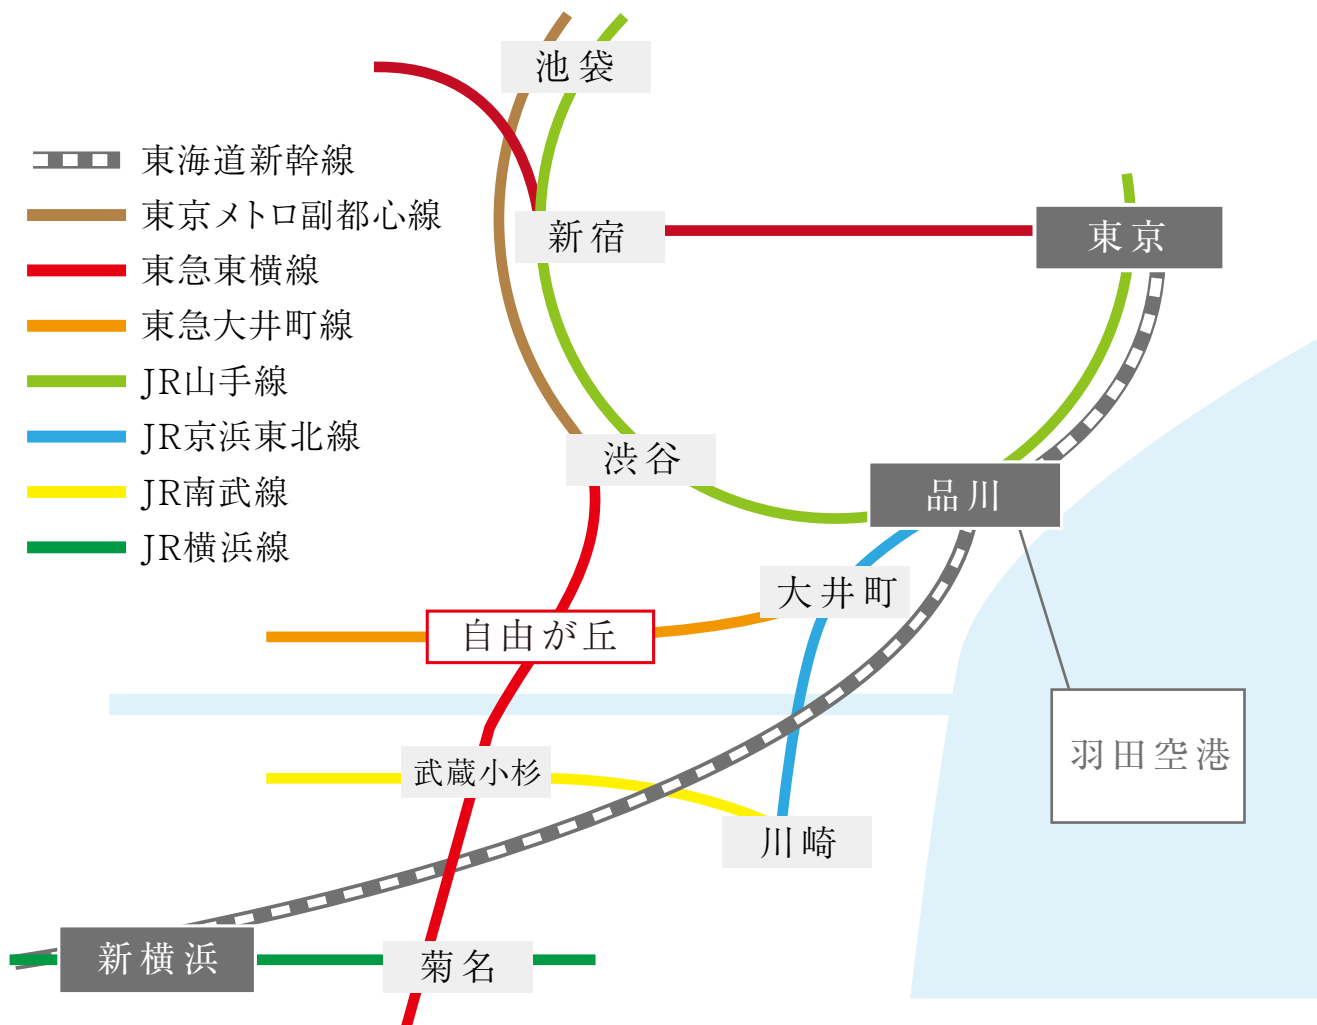 池袋
東海道新幹線
東京メトロ副都心線
東急東横線
東急大井町線
JR山手線
JR京浜東北線
JR南武線
JR横浜線
新宿
東京
渋谷
品川
大井町
自由が丘
武蔵小杉
羽田空港
川崎
新横浜
菊名